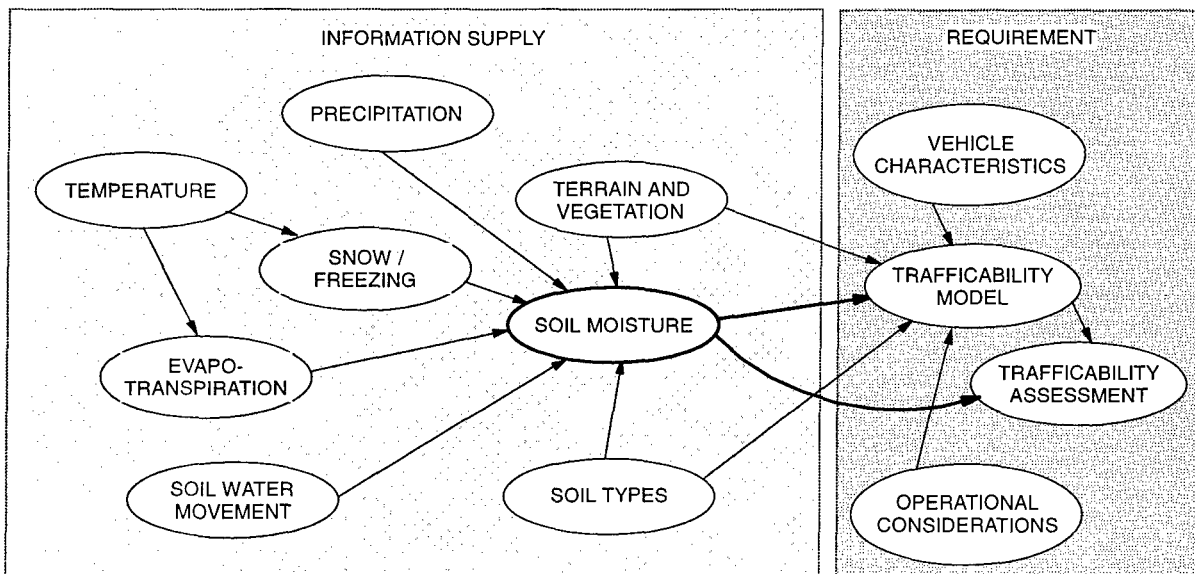 INFORMATION SUPPLY
PRECIPITATION
TEMPERATURE
TERRAIN AND
VEGETATION
SNOW /
FREEZING
SOIL MOISTURE
EVAPO-
TRANSPIRATION
SOIL WATER
MOVEMENT
SOIL TYPES
REQUIREMENT
VEHICLE
CHARACTERISTICS
TRAFFICABILITY
MODEL
TRAFFICABILITY
ASSESSMENT
OPERATIONAL
CONSIDERATIONS